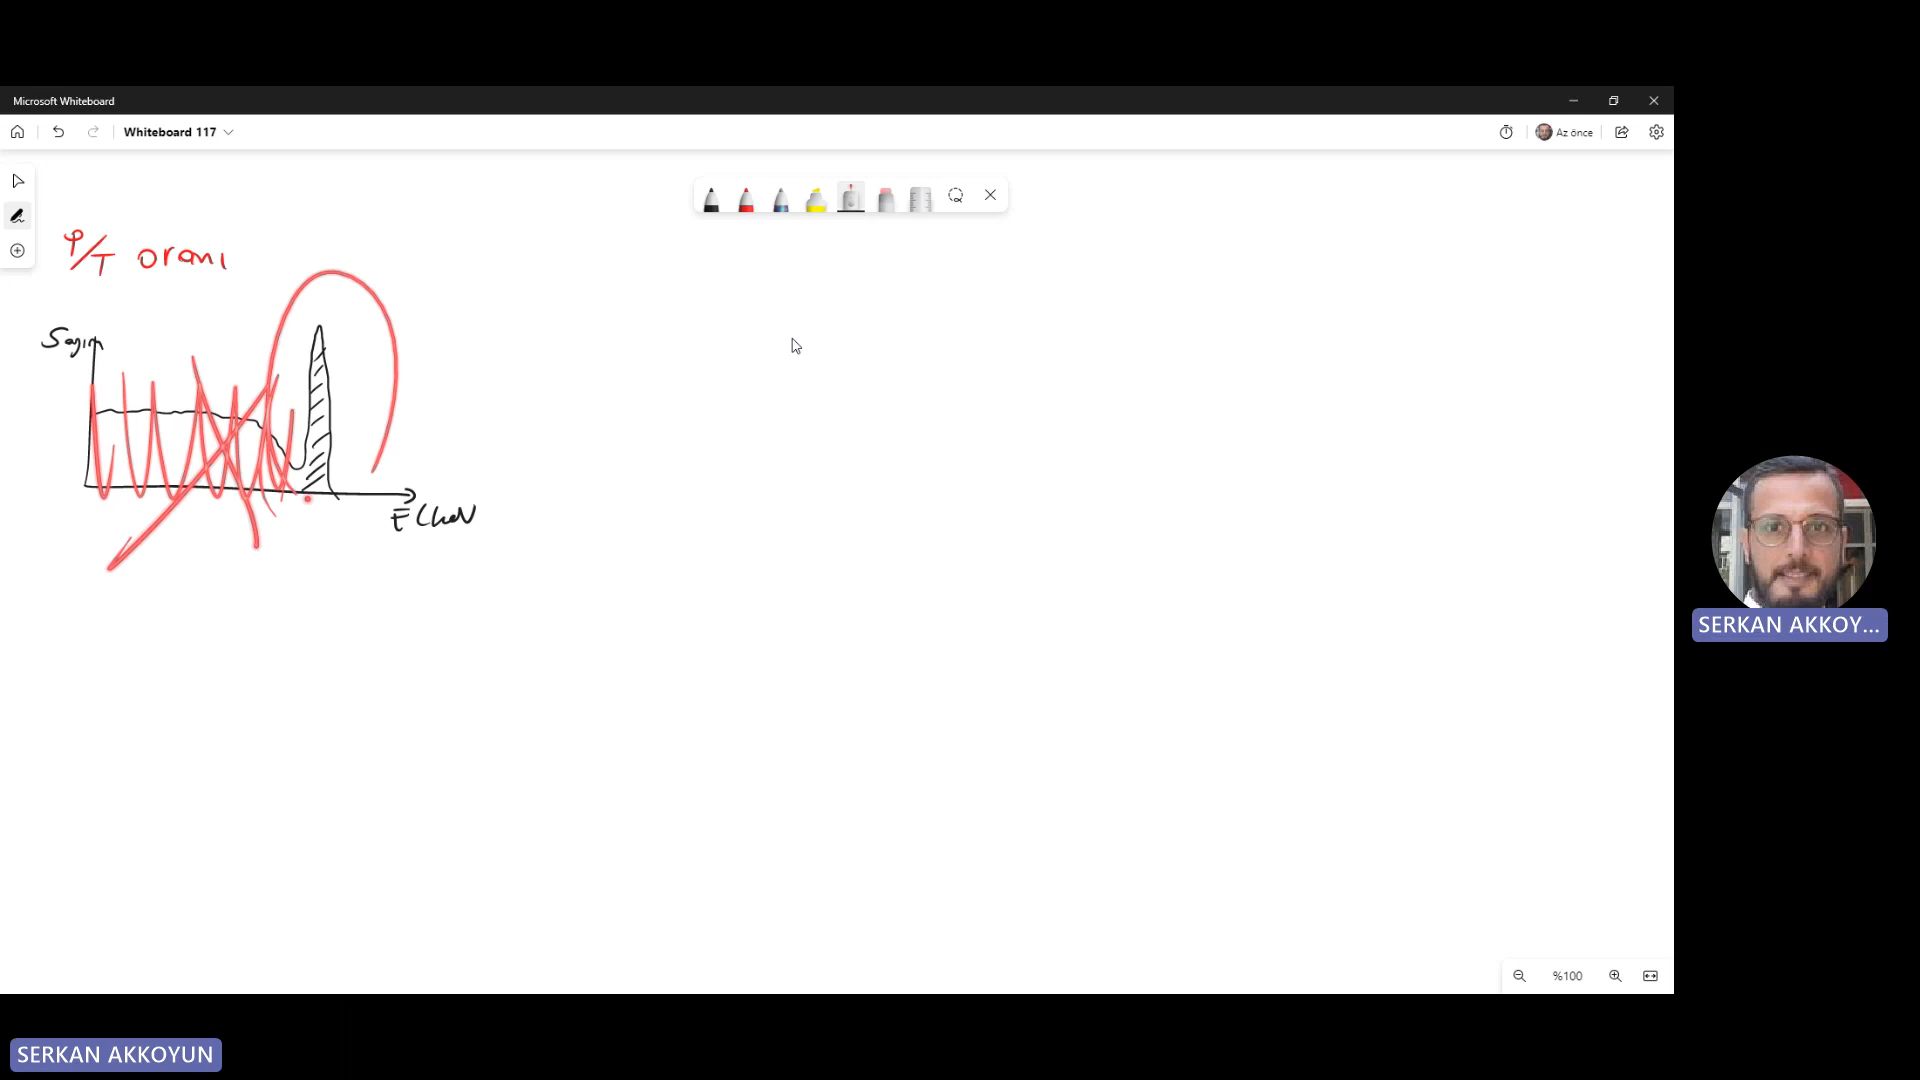 Microsoft Whiteboard
Whiteboard 117
Az önce
P/T oranı
Sayım
E (keV
%100
SERKAN AKKOY...
SERKAN AKKOYUN